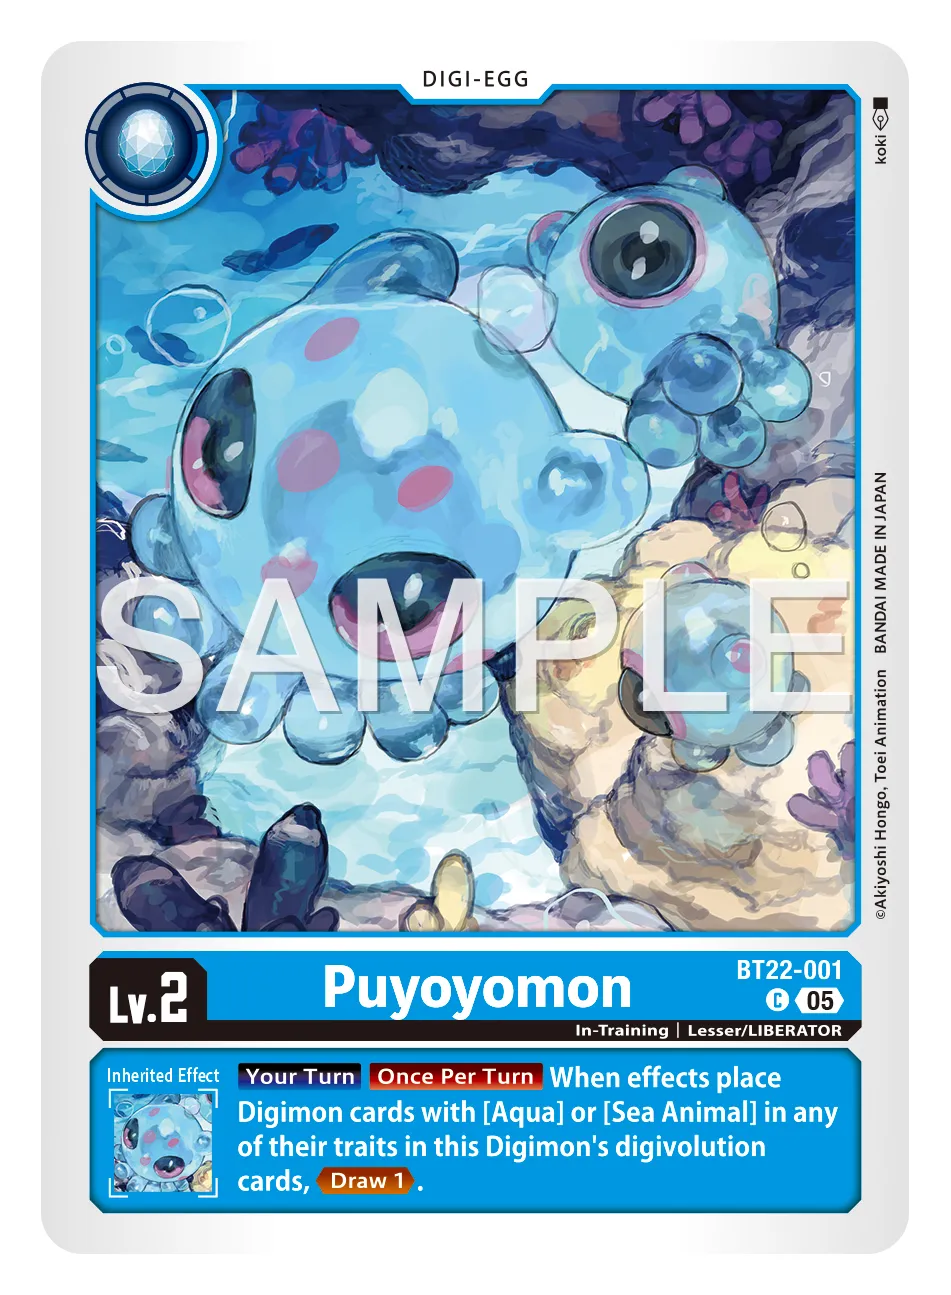 DIGI-EGG
koki
SAMPLE
BANDAI MADE IN JAPAN
©Akiyoshi Hongo, Toei Animation
Lv.2
Puyoyomon
BT22-001
C 05
In-Training | Lesser/LIBERATOR
Inherited Effect
Your Turn Once Per Turn When effects place
Digimon cards with [Aqua] or [Sea Animal] in any
of their traits in this Digimon's digivolution
cards, Draw 1.